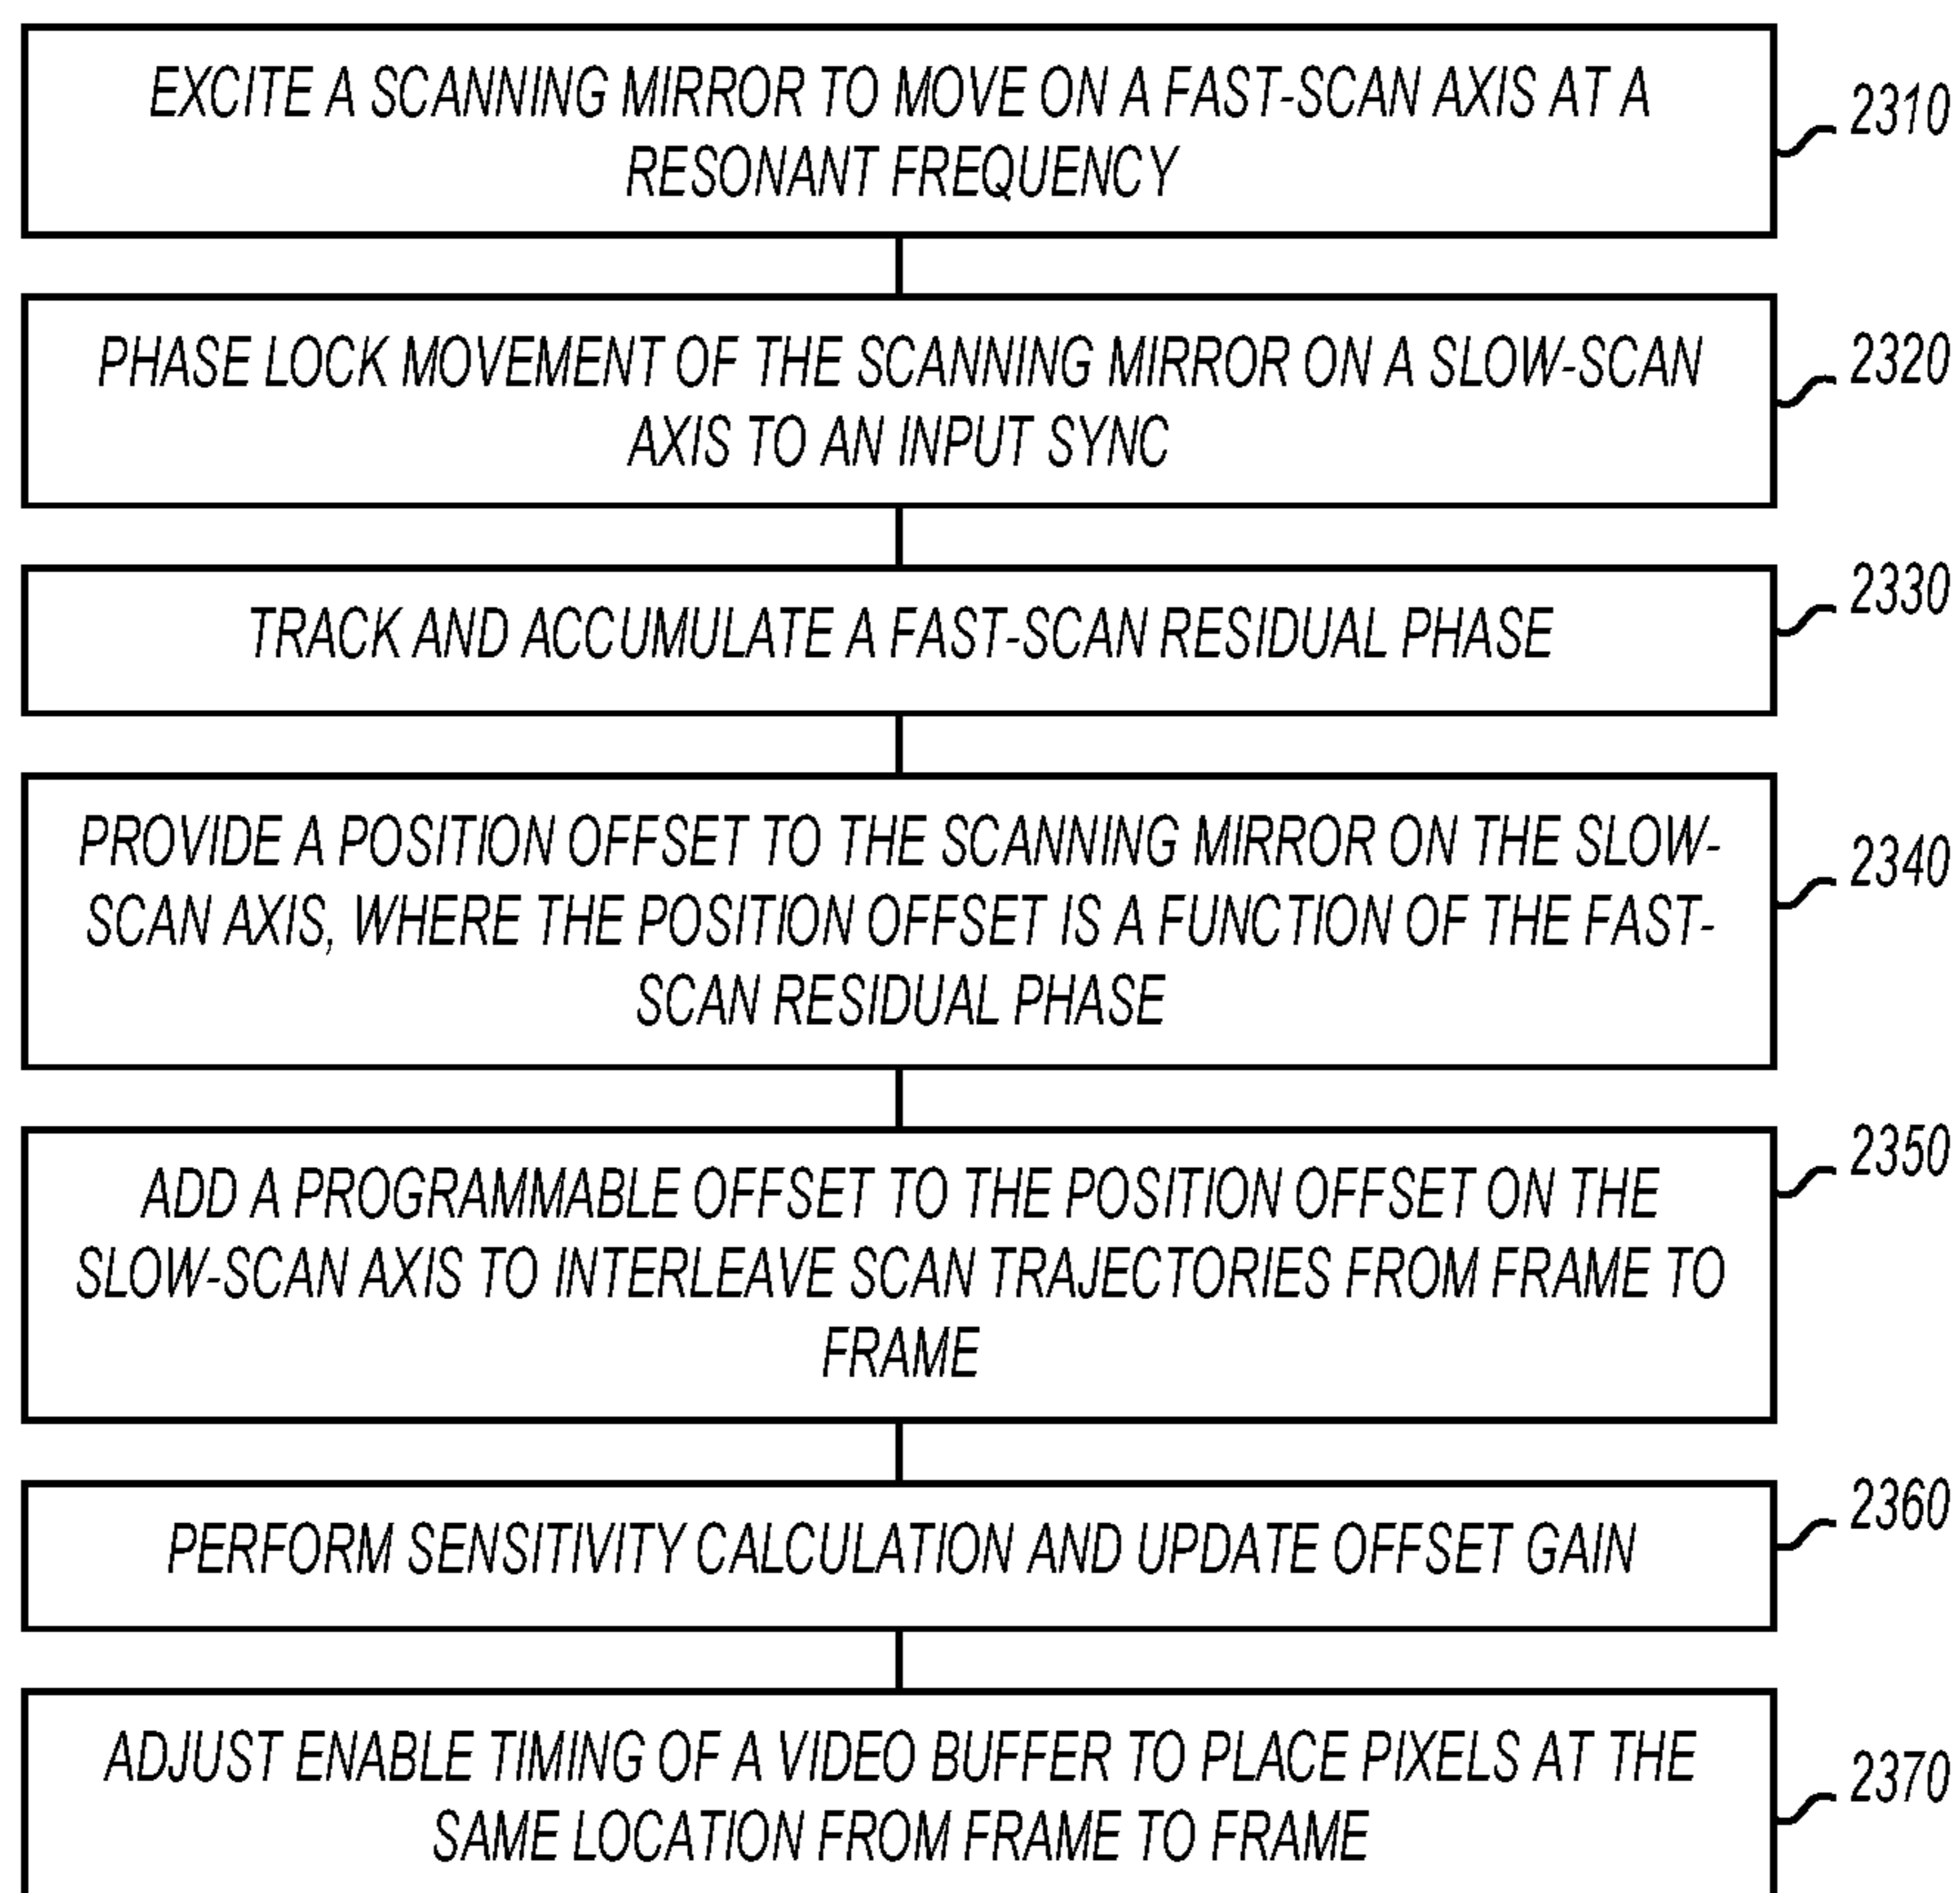 EXCITE A SCANNING MIRROR TO MOVE ON A FAST-SCAN AXIS AT A
RESONANT FREQUENCY
2310
PHASE LOCK MOVEMENT OF THE SCANNING MIRROR ON A SLOW-SCAN
AXIS TO AN INPUT SYNC
2320
TRACK AND ACCUMULATE A FAST-SCAN RESIDUAL PHASE
2330
PROVIDE A POSITION OFFSET TO THE SCANNING MIRROR ON THE SLOW-
SCAN AXIS, WHERE THE POSITION OFFSET IS A FUNCTION OF THE FAST-
SCAN RESIDUAL PHASE
2340
ADD A PROGRAMMABLE OFFSET TO THE POSITION OFFSET ON THE
SLOW-SCAN AXIS TO INTERLEAVE SCAN TRAJECTORIES FROM FRAME TO
FRAME
2350
PERFORM SENSITIVITY CALCULATION AND UPDATE OFFSET GAIN
2360
ADJUST ENABLE TIMING OF A VIDEO BUFFER TO PLACE PIXELS AT THE
SAME LOCATION FROM FRAME TO FRAME
2370